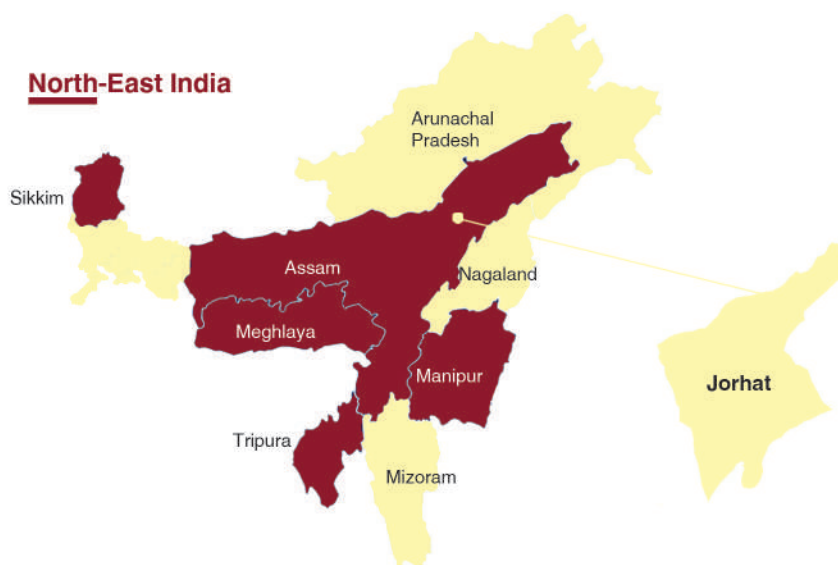 North-East India
Arunachal
Pradesh
Sikkim
Assam
Nagaland
Meghlaya
Manipur
Jorhat
Tripura
Mizoram